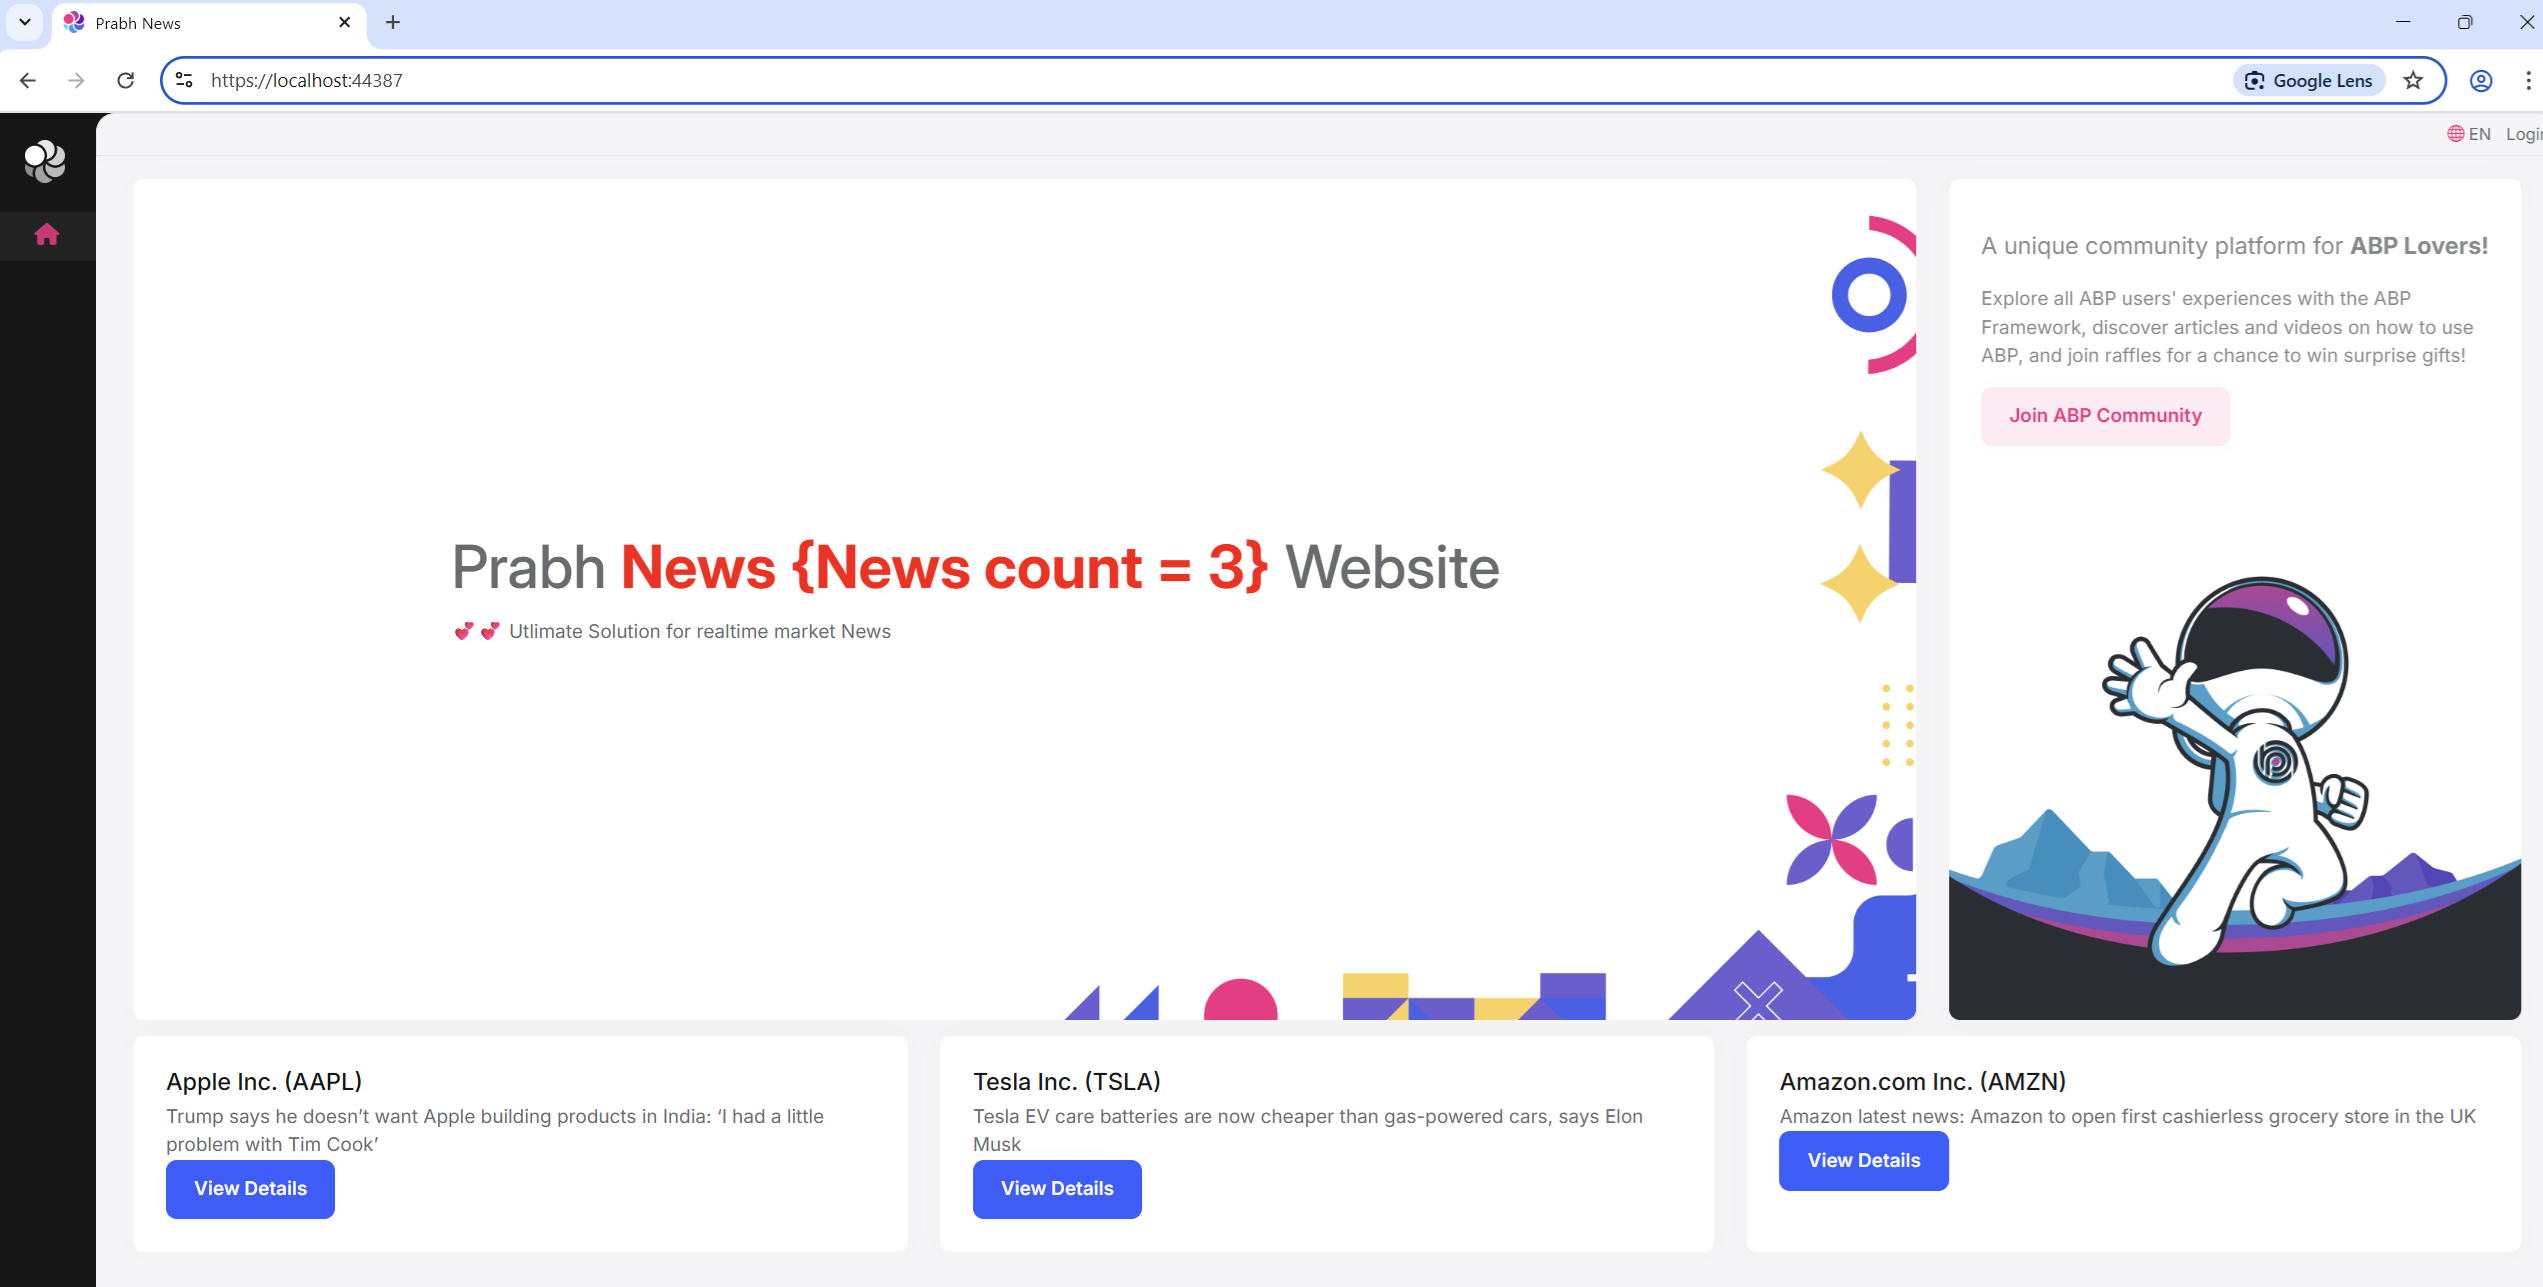 Prabh News
https://localhost:44387
Google Lens
EN Login
Prabh News {News count = 3} Website
💕 💕 Utlimate Solution for realtime market News
A unique community platform for ABP Lovers!
Explore all ABP users' experiences with the ABP
Framework, discover articles and videos on how to use
ABP, and join raffles for a chance to win surprise gifts!
Join ABP Community
Apple Inc. (AAPL)
Trump says he doesn’t want Apple building products in India: ‘I had a little
problem with Tim Cook’
View Details
Tesla Inc. (TSLA)
Tesla EV care batteries are now cheaper than gas-powered cars, says Elon
Musk
View Details
Amazon.com Inc. (AMZN)
Amazon latest news: Amazon to open first cashierless grocery store in the UK
View Details